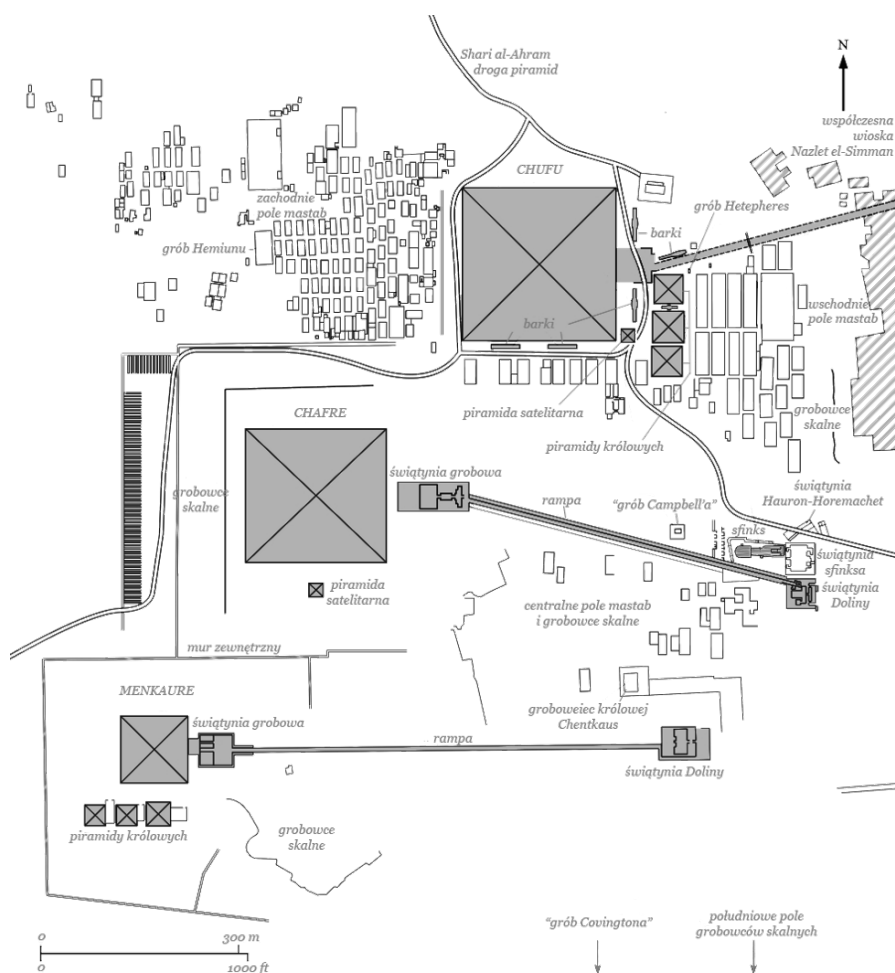 Shari al-Ahram
droga piramid
N
współczesna
wioska
Nazlet el-Simman
CHUFU
zachodnie
pole mastab
grób Hemiunu
grób Hetepheres
barki
wschodnie
pole mastab
barki
piramida satelitarna
piramidy królowych
grobowce
skalne
CHAFRE
świątynia grobowa
grobowce
skalne
rampa
"grób Campbell'a"
świątynia
Hauron-Horemachet
sfinks
świątynia
sfinksa
świątynia
Doliny
piramida
satelitarna
centralne pole mastab
i grobowce skalne
mur zewnętrzny
MENKAURE
groboweiec królowej
Chentkaus
świątynia grobowa
rampa
świątynia Doliny
piramidy królowych
grobowce
skalne
"grób Covingtona"
południowe pole
grobowców skalnych
0 300 m
0 1000 ft